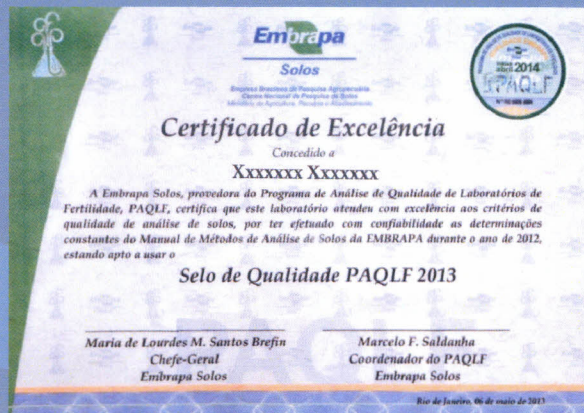 Embrapa
Solos
Empresa Brasileira de Pesquisa Agropecuária
Centro Nacional de Pesquisa de Solos
Ministério da Agricultura, Pecuária e Abastecimento
2014
PAQLF
Certificado de Excelência
Concedido a
Xxxxxxx Xxxxxxx
A Embrapa Solos, provedora do Programa de Análise de Qualidade de Laboratórios de
Fertilidade, PAQLF, certifica que este laboratório atendeu com excelência aos critérios de
qualidade de análise de solos, por ter efetuado com confiabilidade as determinações
constantes do Manual de Métodos de Análise de Solos da EMBRAPA durante o ano de 2012,
estando apto a usar o
Selo de Qualidade PAQLF 2013
Maria de Lourdes M. Santos Brefin
Chefe-Geral
Embrapa Solos
Marcelo F. Saldanha
Coordenador do PAQLF
Embrapa Solos
Rio de Janeiro, 06 de maio de 2013